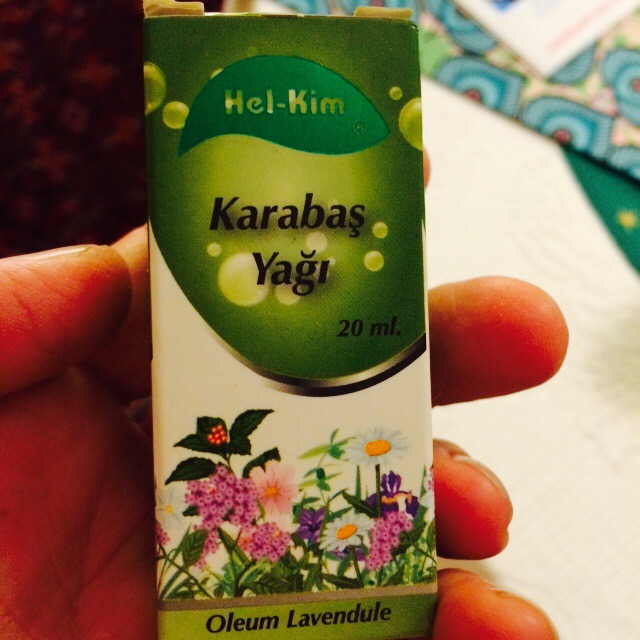 Hel-Kim
®
Karabaş
Yağı
20 ml.
Oleum Lavendule